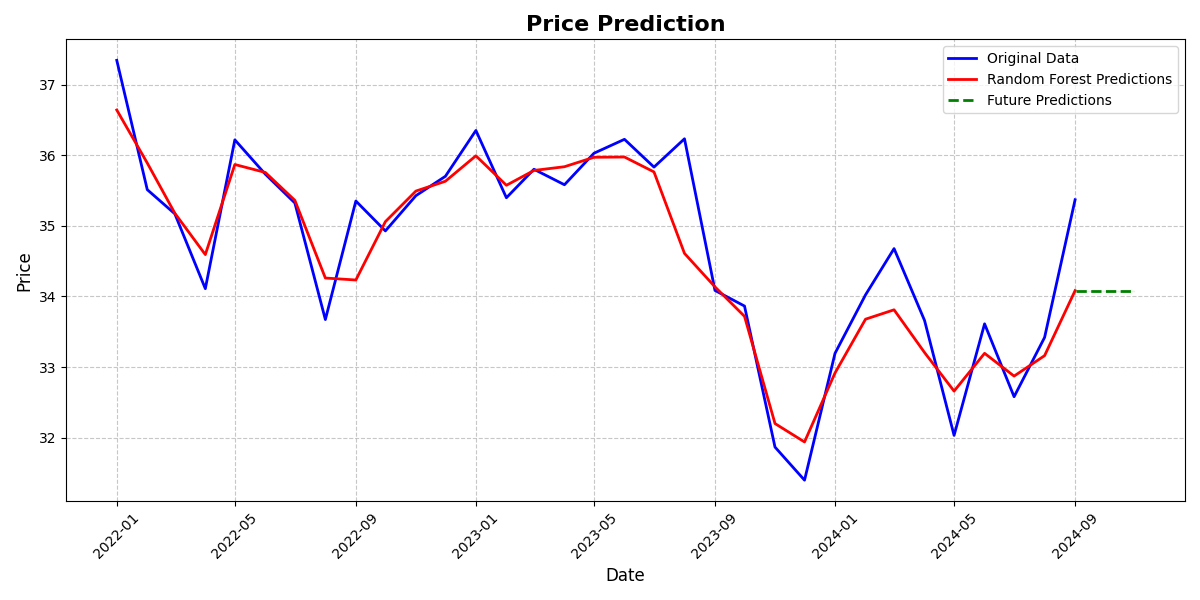 Price Prediction
Original Data
Random Forest Predictions
Future Predictions
Price
37
36
35
34
33
32
2022-01
2022-05
2022-09
2023-01
2023-05
2023-09
2024-01
2024-05
2024-09
Date